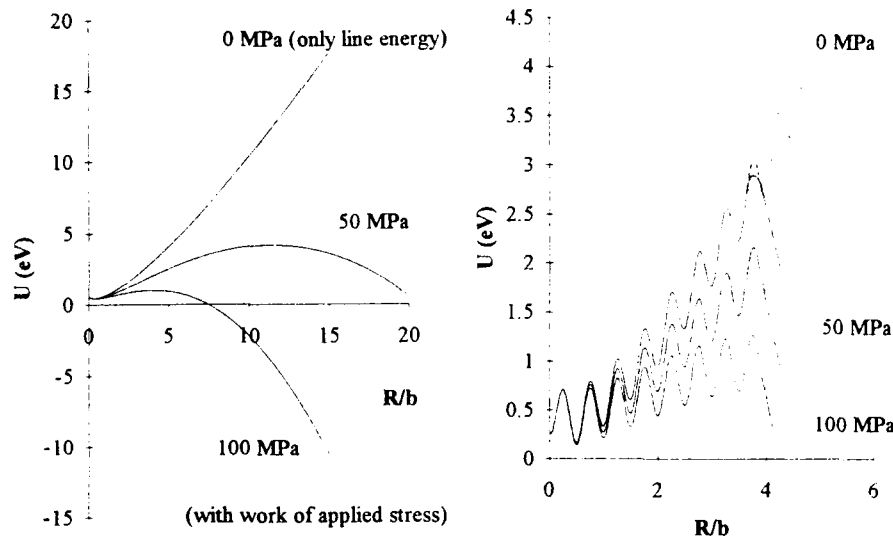 20
15
10
5
0
-5
-10
-15
U (eV)
0 5 10 15 20
R/b
0 MPa (only line energy)
50 MPa
100 MPa
(with work of applied stress)
4.5
4
3.5
3
2.5
2
1.5
1
0.5
0
U (eV)
0 2 4 6
R/b
0 MPa
50 MPa
100 MPa